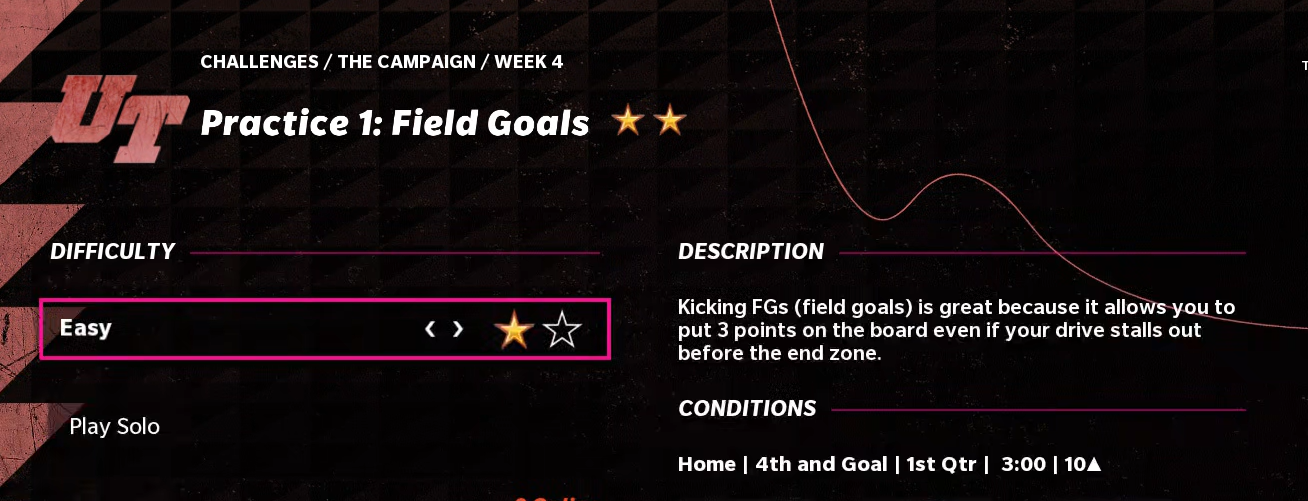 CHALLENGES / THE CAMPAIGN / WEEK 4
UT
Practice 1: Field Goals
DIFFICULTY
Easy
Play Solo
DESCRIPTION
Kicking FGs (field goals) is great because it allows you to
put 3 points on the board even if your drive stalls out
before the end zone.
CONDITIONS
Home | 4th and Goal | 1st Qtr | 3:00 | 10▲